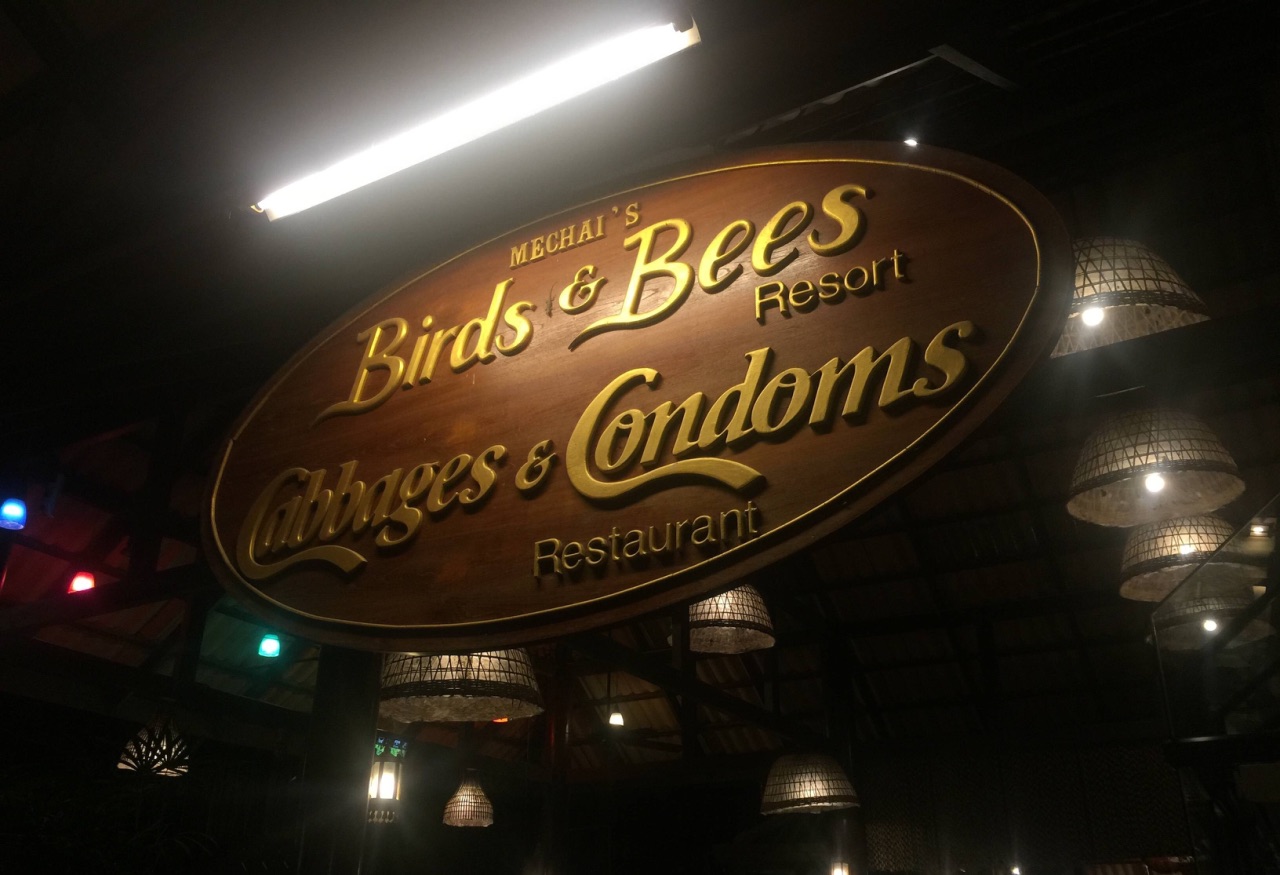 MECHAI'S
Birds & Bees
Resort
Cabbages & Condoms
Restaurant